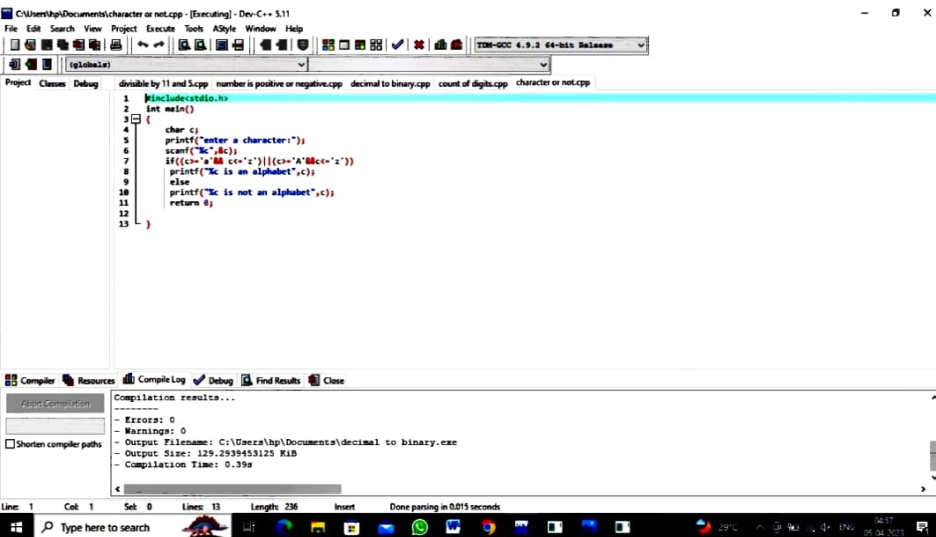 C:\Users\hp\Documents\character or not.cpp - [Executing] - Dev-C++ 5.11
File Edit Search View Project Execute Tools AStyle Window Help
TDM-GCC 4.9.2 64-bit Release
(globals)
Project Classes Debug
divisible by 11 and 5.cpp number is positive or negative.cpp decimal to binary.cpp count of digits.cpp character or not.cpp
1 #include<stdio.h>
2 int main()
3 {
4 char c;
5 printf("enter a character:");
6 scanf("%c",&c);
7 if((c>='a'&& c<='z')||(c>='A'&&c<='z'))
8 printf("%c is an alphabet",c);
9 else
10 printf("%c is not an alphabet",c);
11 return 0;
12
13 }
Compiler Resources Compile Log Debug Find Results Close
Abort Compilation
Shorten compiler paths
Compilation results...
--------
- Errors: 0
- Warnings: 0
- Output Filename: C:\Users\hp\Documents\decimal to binary.exe
- Output Size: 129.2939453125 KiB
- Compilation Time: 0.39s
Line: 1 Col: 1 Sel: 0 Lines: 13 Length: 236 Insert Done parsing in 0.015 seconds
Type here to search
29°C ENG
04:57
05-04-2023